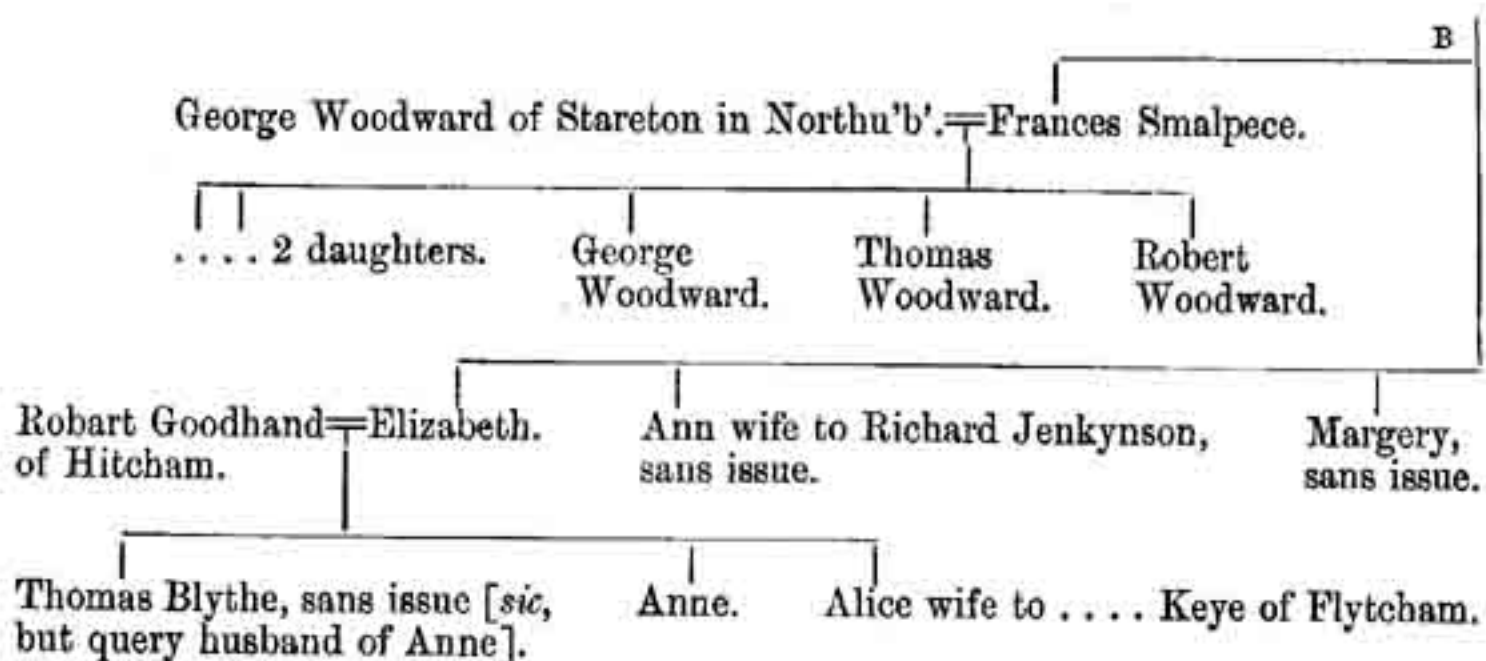 B
George Woodward of Stareton in Northu'b'.=Frances Smalpece.
. . . . 2 daughters. George Woodward. Thomas Woodward. Robert Woodward.
Robart Goodhand=Elizabeth. Ann wife to Richard Jenkynson, Margery,
of Hitcham. sans issue. sans issue.
Thomas Blythe, sans issue [sic, Anne. Alice wife to . . . . Keye of Flytcham.
but query husband of Anne].